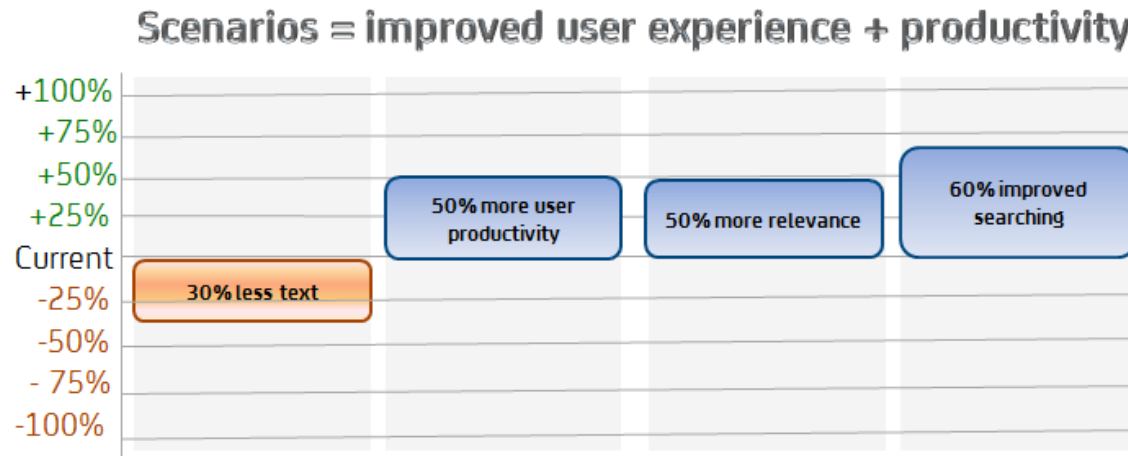 Scenarios = improved user experience + productivity
+100%
+75%
+50%
+25%
Current
-25%
-50%
- 75%
-100%
30% less text
50% more user
productivity
50% more relevance
60% improved
searching